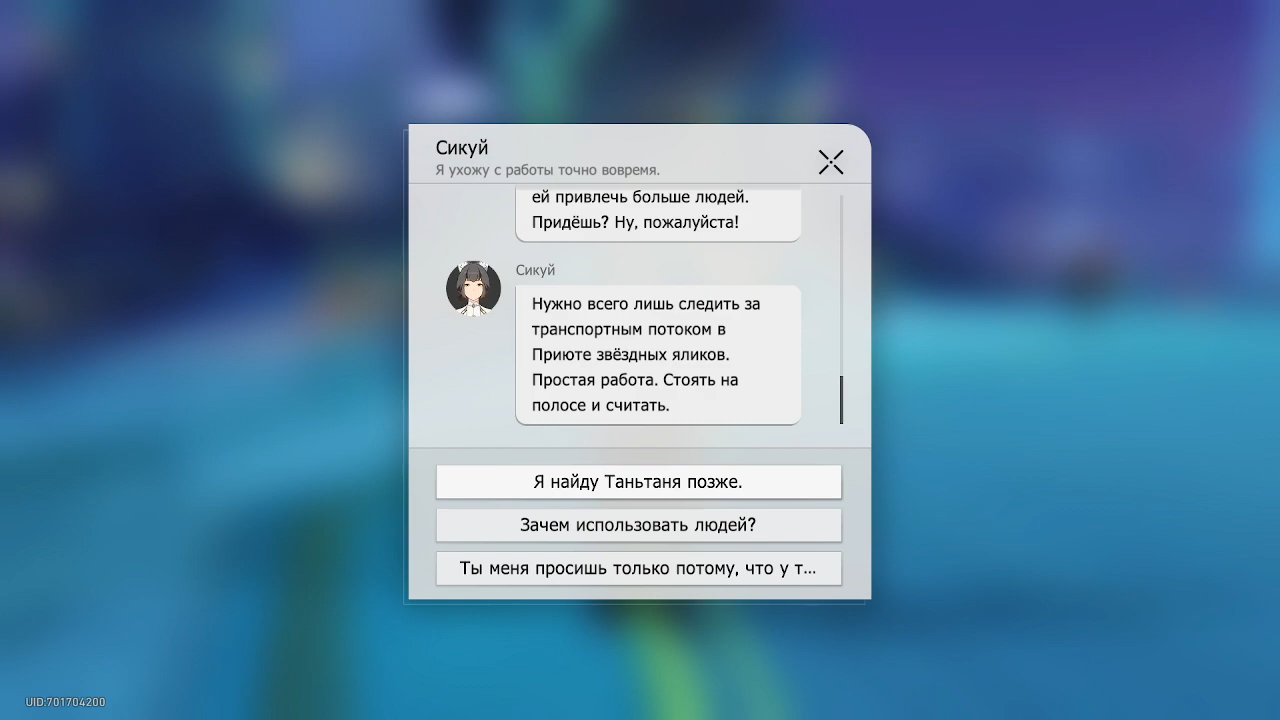 Сикуй
Я ухожу с работы точно вовремя.
ей привлечь больше людей.
Придёшь? Ну, пожалуйста!
Сикуй
Нужно всего лишь следить за
транспортным потоком в
Приюте звёздных яликов.
Простая работа. Стоять на
полосе и считать.
Я найду Таньтаня позже.
Зачем использовать людей?
Ты меня просишь только потому, что у т...
UID:701704200